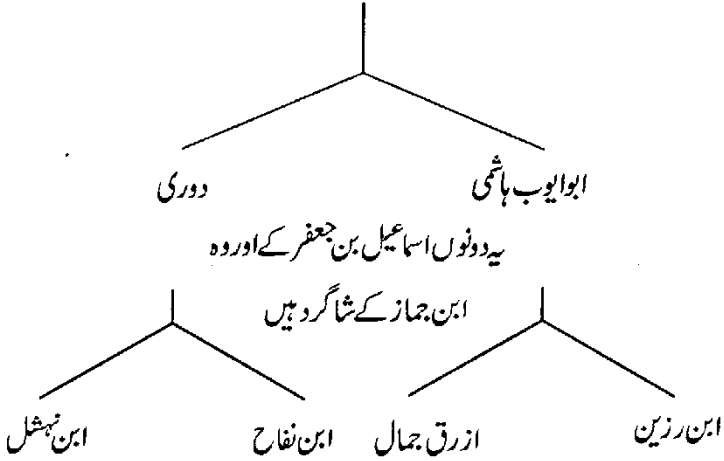 ابوایوب ہاشمی دوری
یہ دونوں اسماعیل بن جعفر کے اور وہ
ابن جماز کے شاگرد ہیں
ابن رزین ازرق جمال ابن نفاح ابن نہشل